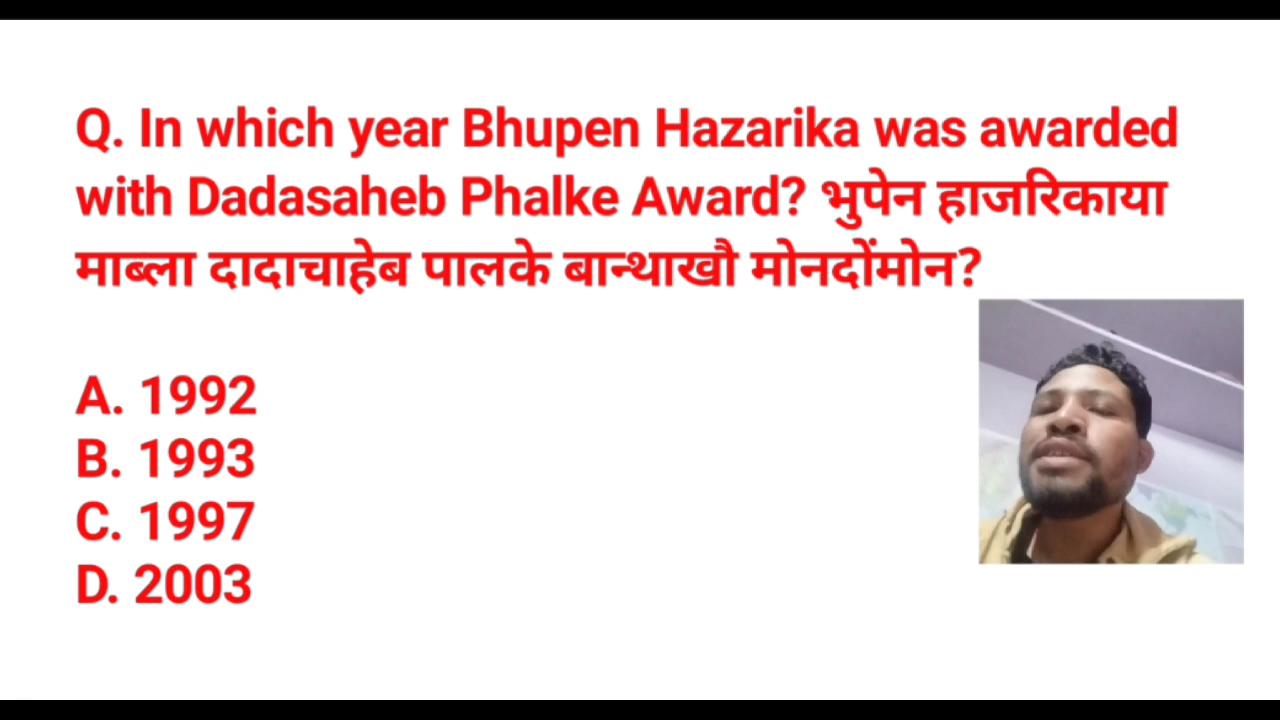 Q. In which year Bhupen Hazarika was awarded
with Dadasaheb Phalke Award? भुपेन हाजरिकाया
माब्ला दादाचाहेब पालके बान्थाखौ मोनदोंमोन?
A. 1992
B. 1993
C. 1997
D. 2003